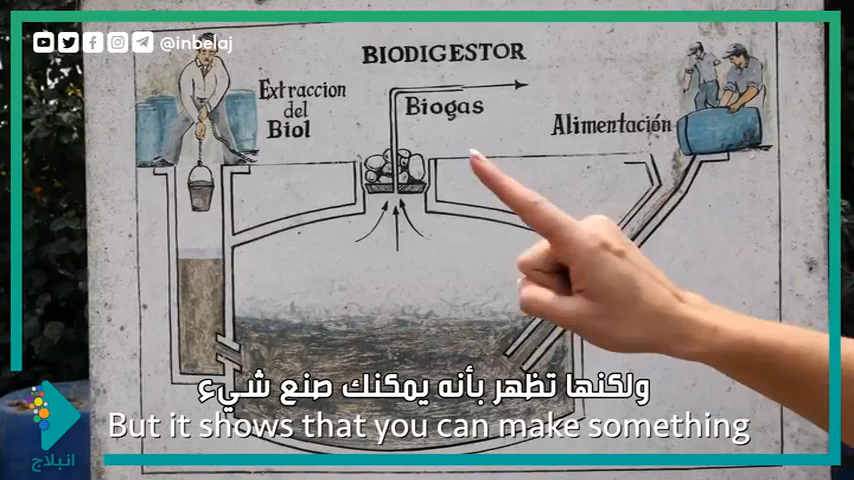 @inbelaj
BIODIGESTOR
Extraccion
del
Biol
Biogas
Alimentación
ولكنها تظهر بأنه يمكنك صنع شيء
But it shows that you can make something
انبلاج